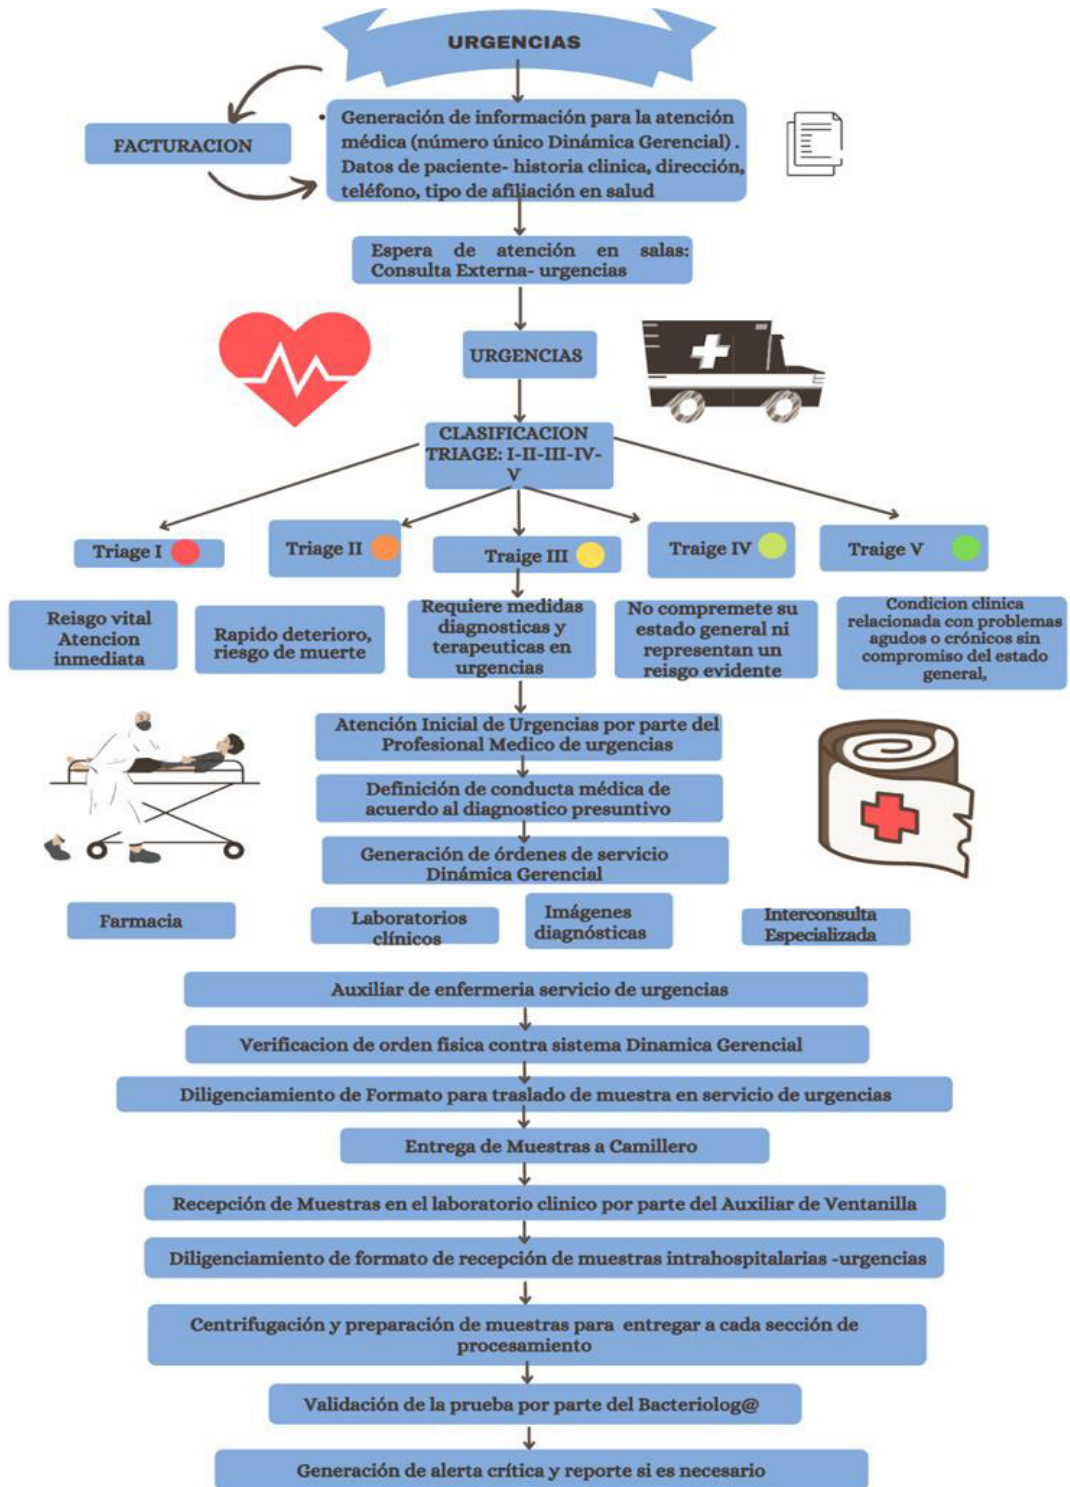 URGENCIAS
FACTURACION
• Generación de información para la atención
médica (número único Dinámica Gerencial) .
Datos de paciente- historia clinica, dirección,
teléfono, tipo de afiliación en salud
Espera de atención en salas:
Consulta Externa- urgencias
URGENCIAS
CLASIFICACION
TRIAGE: I-II-III-IV-
V
Triage I
Triage II
Traige III
Traige IV
Traige V
Reisgo vital
Atencion
inmediata
Rapido deterioro,
riesgo de muerte
Requiere medidas
diagnosticas y
terapeuticas en
urgencias
No compremete su
estado general ni
representan un
reisgo evidente
Condicion clinica
relacionada con problemas
agudos o crónicos sin
compromiso del estado
general,
Atención Inicial de Urgencias por parte del
Profesional Medico de urgencias
Definición de conducta médica de
acuerdo al diagnostico presuntivo
Generación de órdenes de servicio
Dinámica Gerencial
Farmacia
Laboratorios
clínicos
Imágenes
diagnósticas
Interconsulta
Especializada
Auxiliar de enfermeria servicio de urgencias
Verificacion de orden fisica contra sistema Dinamica Gerencial
Diligenciamiento de Formato para traslado de muestra en servicio de urgencias
Entrega de Muestras a Camillero
Recepción de Muestras en el laboratorio clinico por parte del Auxiliar de Ventanilla
Diligenciamiento de formato de recepción de muestras intrahospitalarias -urgencias
Centrifugación y preparación de muestras para entregar a cada sección de
procesamiento
Validación de la prueba por parte del Bacteriolog@
Generación de alerta crítica y reporte si es necesario